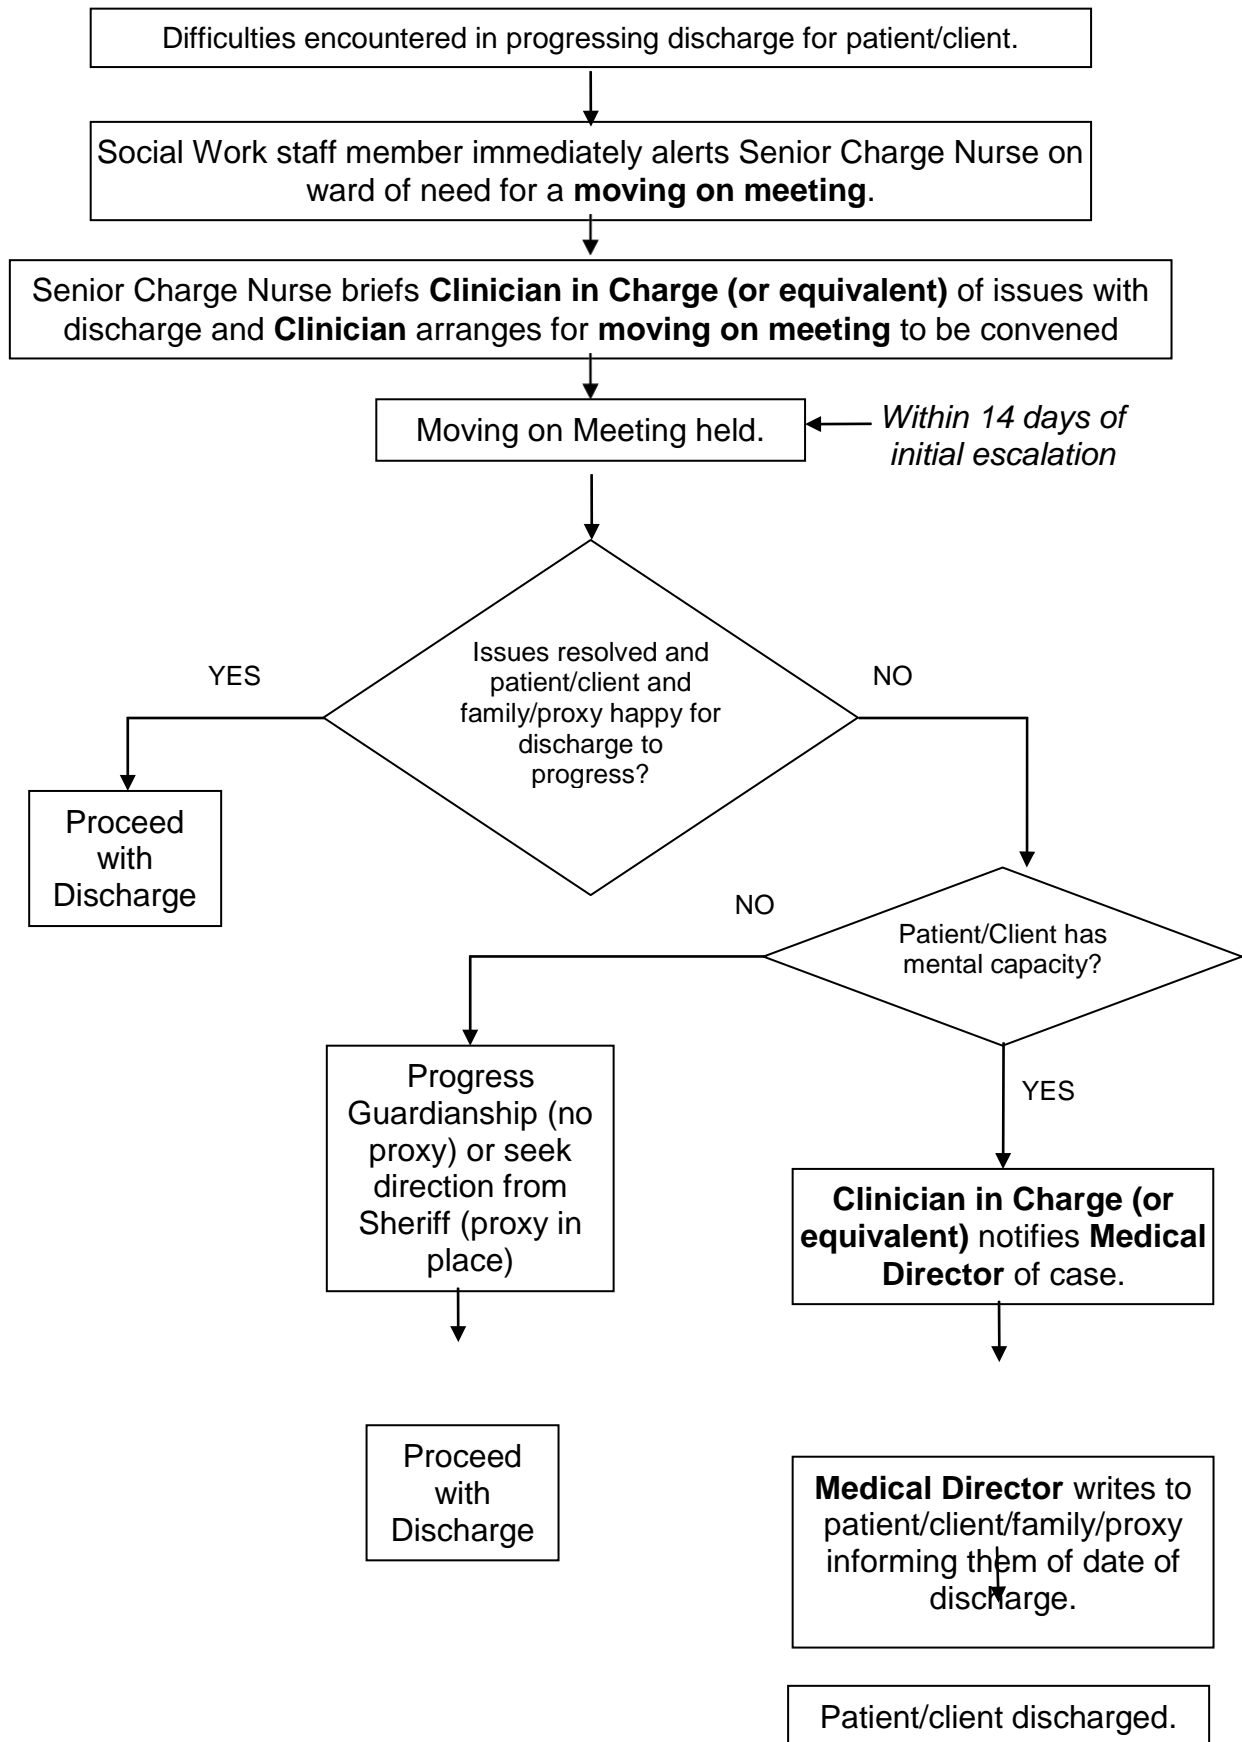 Difficulties encountered in progressing discharge for patient/client.
Social Work staff member immediately alerts Senior Charge Nurse on
ward of need for a moving on meeting.
Senior Charge Nurse briefs Clinician in Charge (or equivalent) of issues with
discharge and Clinician arranges for moving on meeting to be convened
Moving on Meeting held.
Within 14 days of
initial escalation
Issues resolved and
patient/client and
family/proxy happy for
discharge to
progress?
YES
NO
Proceed
with
Discharge
Patient/Client has
mental capacity?
NO
YES
Progress
Guardianship (no
proxy) or seek
direction from
Sheriff (proxy in
place)
Clinician in Charge (or
equivalent) notifies Medical
Director of case.
Proceed
with
Discharge
Medical Director writes to
patient/client/family/proxy
informing them of date of
discharge.
Patient/client discharged.